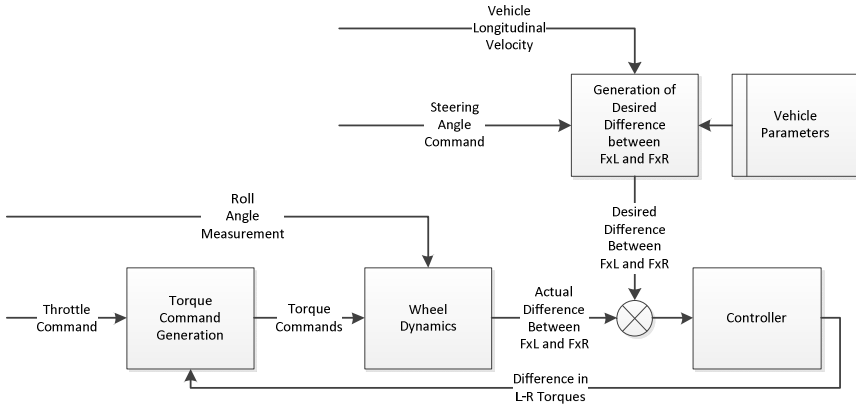 Vehicle
Longitudinal
Velocity
Generation of
Desired
Difference
between
FxL and FxR
Vehicle
Parameters
Steering
Angle
Command
Roll
Angle
Measurement
Desired
Difference
Between
FxL and FxR
Throttle
Command
Torque
Command
Generation
Torque
Commands
Wheel
Dynamics
Actual
Difference
Between
FxL and FxR
Controller
Difference in
L-R Torques